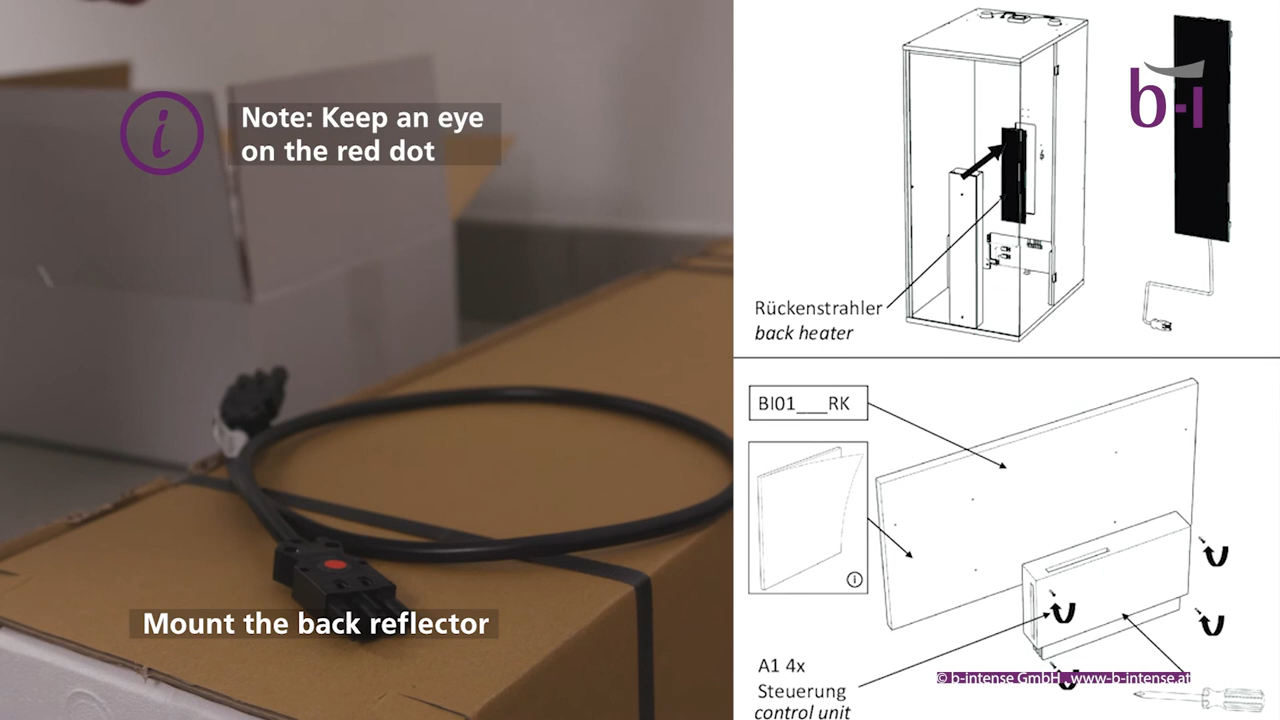 Note: Keep an eye
on the red dot
Mount the back reflector
b-i
Rückenstrahler
back heater
BI01___RK
A1 4x
Steuerung
control unit
© b-intense GmbH www-b-intense.at